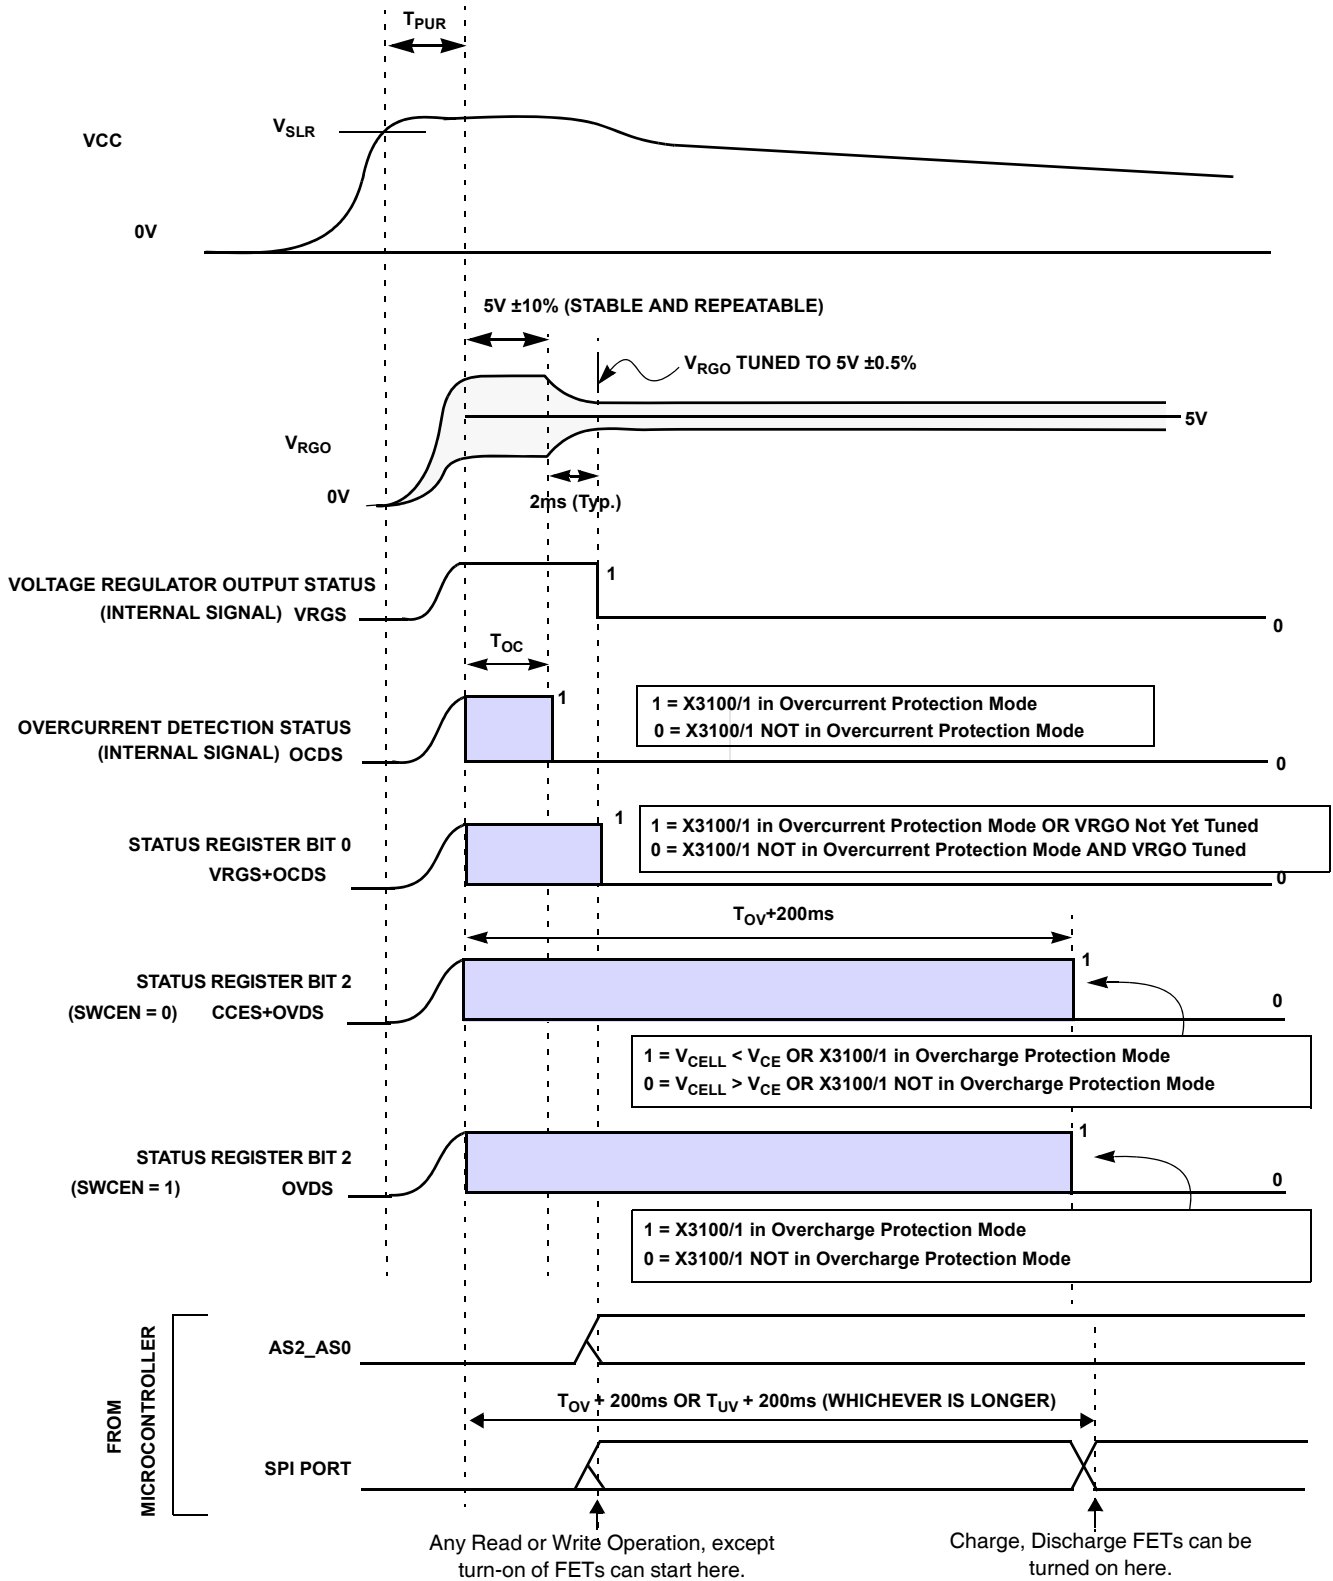 TPUR
VSLR
VCC
0V
5V ±10% (STABLE AND REPEATABLE)
VRGO TUNED TO 5V ±0.5%
5V
VRGO
0V
2ms (Typ.)
VOLTAGE REGULATOR OUTPUT STATUS
(INTERNAL SIGNAL) VRGS
1
0
TOC
OVERCURRENT DETECTION STATUS
(INTERNAL SIGNAL) OCDS
1
1 = X3100/1 in Overcurrent Protection Mode
0 = X3100/1 NOT in Overcurrent Protection Mode
0
STATUS REGISTER BIT 0
VRGS+OCDS
1
1 = X3100/1 in Overcurrent Protection Mode OR VRGO Not Yet Tuned
0 = X3100/1 NOT in Overcurrent Protection Mode AND VRGO Tuned
0
TOV+200ms
STATUS REGISTER BIT 2
(SWCEN = 0) CCES+OVDS
1
0
1 = VCELL < VCE OR X3100/1 in Overcharge Protection Mode
0 = VCELL > VCE OR X3100/1 NOT in Overcharge Protection Mode
STATUS REGISTER BIT 2
(SWCEN = 1) OVDS
1
0
1 = X3100/1 in Overcharge Protection Mode
0 = X3100/1 NOT in Overcharge Protection Mode
FROM
MICROCONTROLLER
AS2_AS0
TOV + 200ms OR TUV + 200ms (WHICHEVER IS LONGER)
SPI PORT
Any Read or Write Operation, except
turn-on of FETs can start here.
Charge, Discharge FETs can be
turned on here.